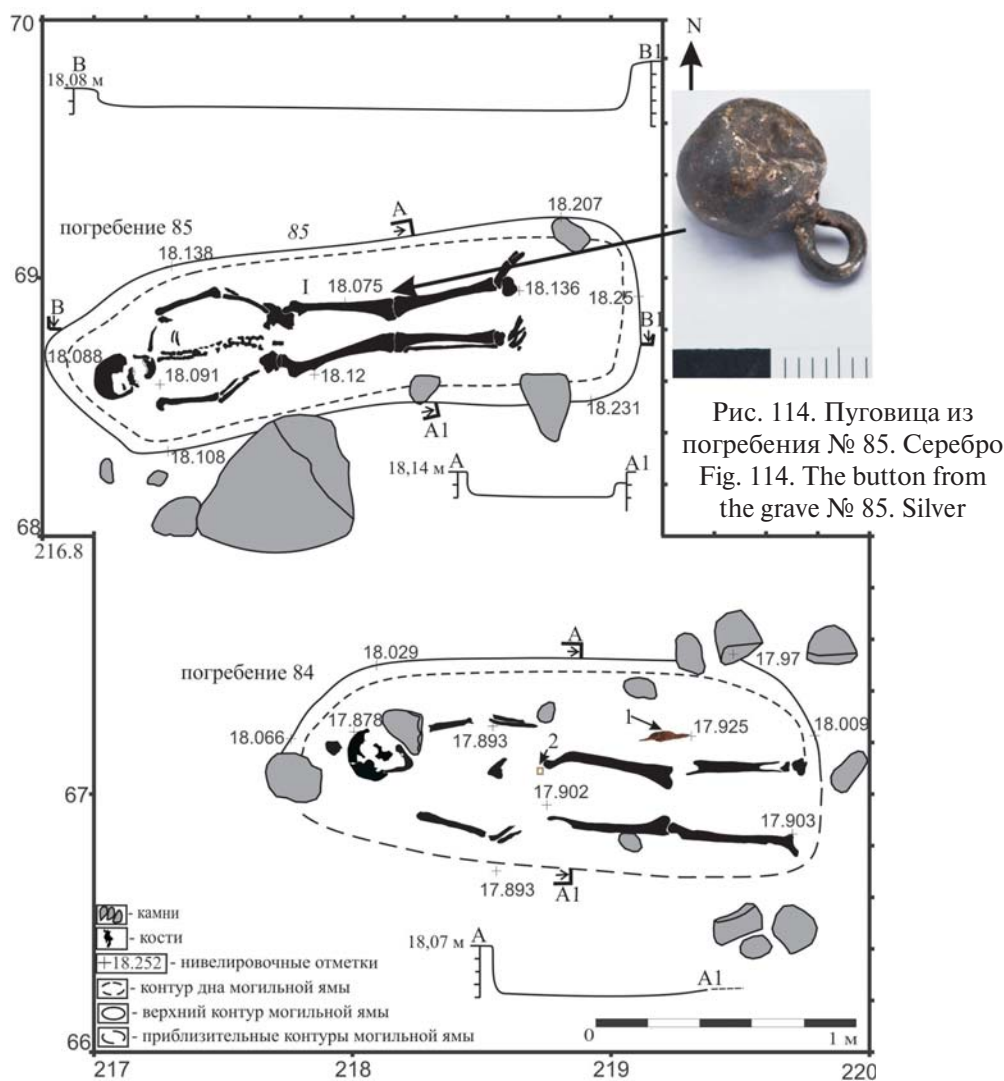 70
B
18,08 м
B1
N
погребение 85
85
A
18.207
18.138
69
I
18.075
18.136
18.25
B
B1
18.088
18.091
18.12
A1
18.231
18.108
18,14 м
A
A1
68
Рис. 114. Пуговица из
погребения № 85. Серебро
Fig. 114. The button from
the grave № 85. Silver
216.8
погребение 84
18.029
A
17.97
18.066
17.878
17.893
1
17.925
18.009
2
67
17.902
17.903
17.893
A1
- камни
- кости
+18.252 - нивелировочные отметки
- контур дна могильной ямы
- верхний контур могильной ямы
- приблизительные контуры могильной ямы
18,07 м
A
A1
0
1 м
66
217
218
219
220